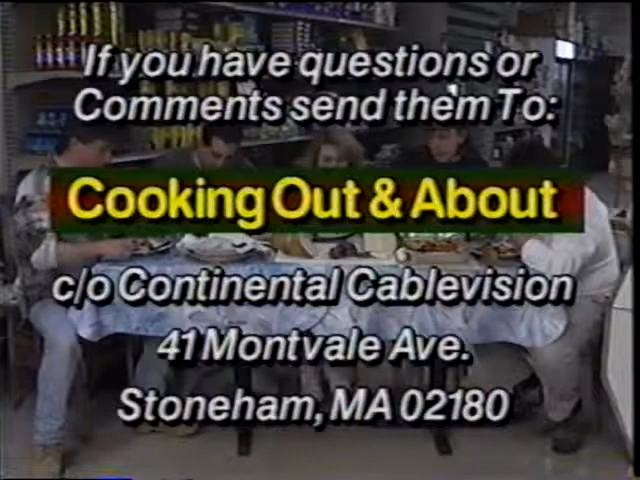 If you have questions or
Comments send them To:
Cooking Out & About
c/o Continental Cablevision
41 Montvale Ave.
Stoneham, MA 02180